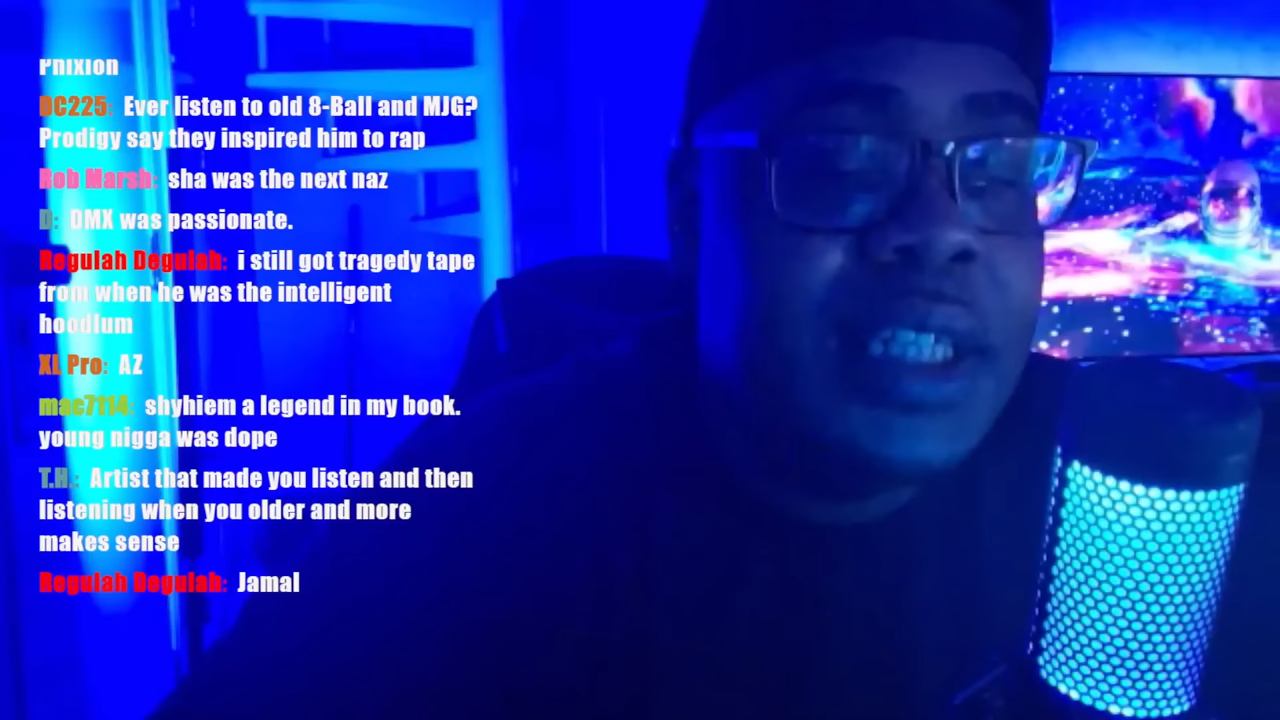 Phixion
DC225: Ever listen to old 8-Ball and MJG?
Prodigy say they inspired him to rap
Rob Marsh: sha was the next naz
D: DMX was passionate.
Regulah Degulah: i still got tragedy tape
from when he was the intelligent
hoodlum
XL Pro: AZ
mac7114: shyhiem a legend in my book.
young nigga was dope
T.H.: Artist that made you listen and then
listening when you older and more
makes sense
Regulah Degulah: Jamal